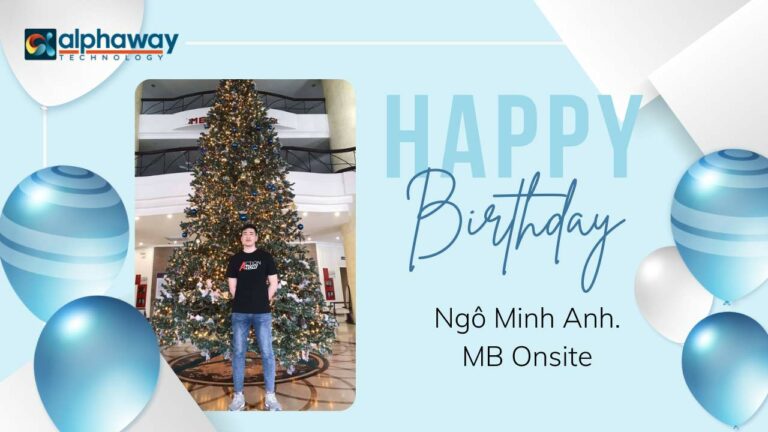 alphaway
TECHNOLOGY
HAPPY
Birthday
Ngô Minh Anh.
MB Onsite